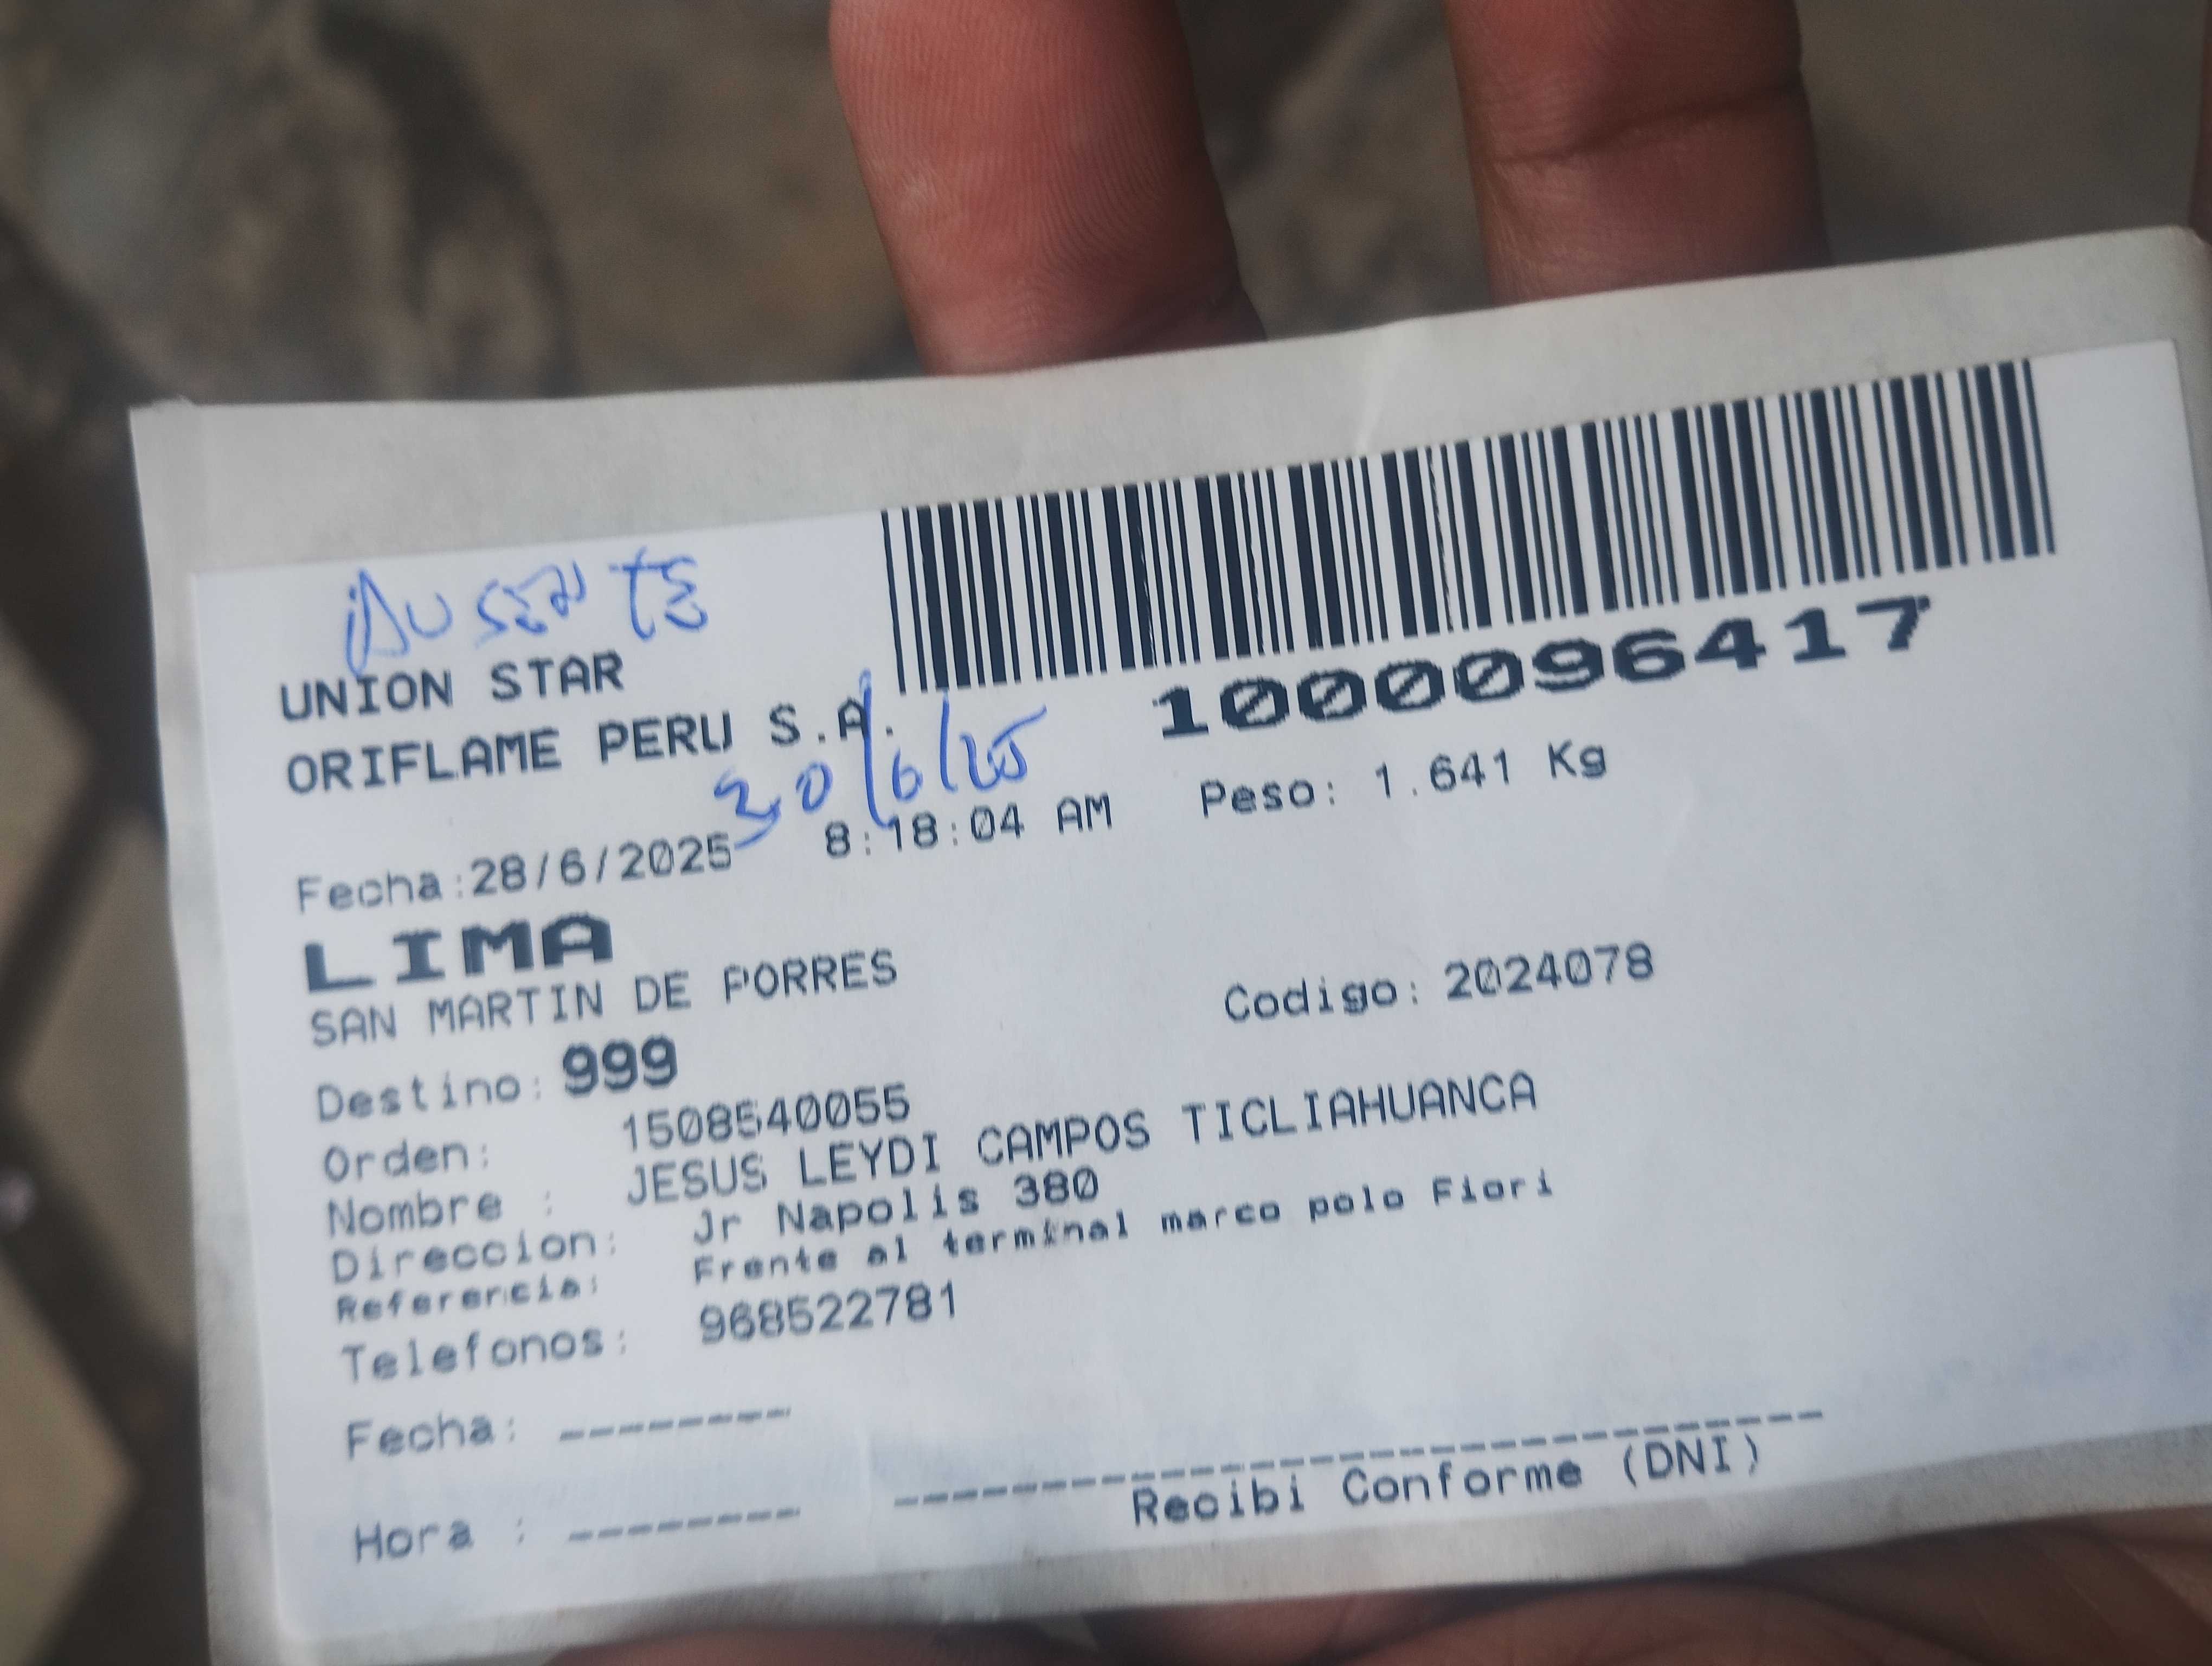 AUSENTE
UNION STAR
ORIFLAME PERU S.A.
1000096417
30/6/25
Fecha:28/6/2025 8:18:04 AM Peso: 1.641 Kg
LIMA
SAN MARTIN DE PORRES
Codigo: 2024078
Destino: 999
Orden: 1508540055
Nombre : JESUS LEYDI CAMPOS TICLIAHUANCA
Direccion: Jr Napolis 380
Referencia: Frente al terminal marco polo Fiori
Telefonos: 968522781
Fecha: --------
Hora : --------
Recibi Conforme (DNI)